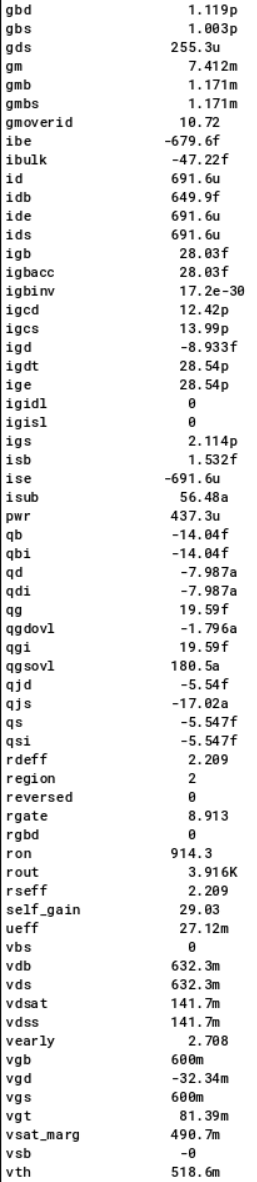 gbd 1.119p
gbs 1.003p
gds 255.3u
gm 7.412m
gmb 1.171m
gmbs 1.171m
gmoverid 10.72
ibe -679.6f
ibulk -47.22f
id 691.6u
idb 649.9f
ide 691.6u
ids 691.6u
igb 28.03f
igbacc 28.03f
igbinv 17.2e-30
igcd 12.42p
igcs 13.99p
igd -8.933f
igdt 28.54p
ige 28.54p
igidl 0
igisl 0
igs 2.114p
isb 1.532f
ise -691.6u
isub 56.48a
pwr 437.3u
qb -14.04f
qbi -14.04f
qd -7.987a
qdi -7.987a
qg 19.59f
qgdovl -1.796a
qgi 19.59f
qgsovl 180.5a
qjd -5.54f
qjs -17.02a
qs -5.547f
qsi -5.547f
rdeff 2.209
region 2
reversed 0
rgate 8.913
rgbd 0
ron 914.3
rout 3.916K
rseff 2.209
self_gain 29.03
ueff 27.12m
vbs 0
vdb 632.3m
vds 632.3m
vdsat 141.7m
vdss 141.7m
vearly 2.708
vgb 600m
vgd -32.34m
vgs 600m
vgt 81.39m
vsat_marg 490.7m
vsb -0
vth 518.6m